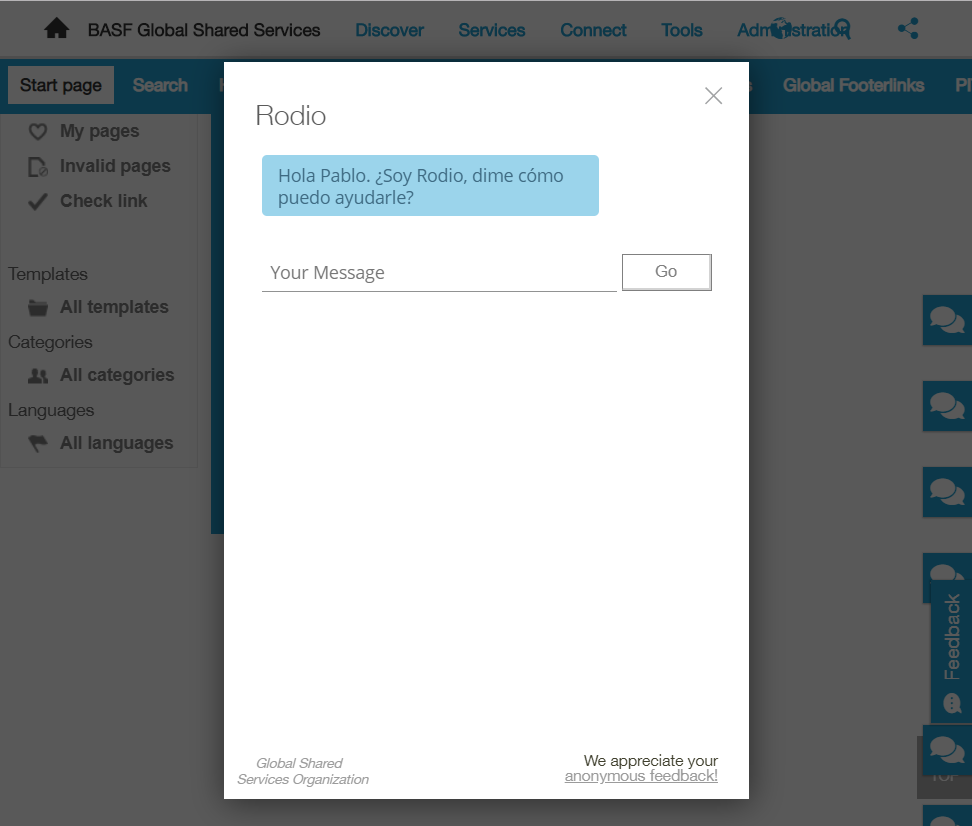 BASF Global Shared Services Discover Services Connect Tools Administration
Start page Search Global Footerlinks
My pages
Invalid pages
Check link
Templates
All templates
Categories
All categories
Languages
All languages
Rodio
Hola Pablo. ¿Soy Rodio, dime cómo
puedo ayudarle?
Your Message Go
Feedback
TOP
Global Shared
Services Organization
We appreciate your
anonymous feedback!